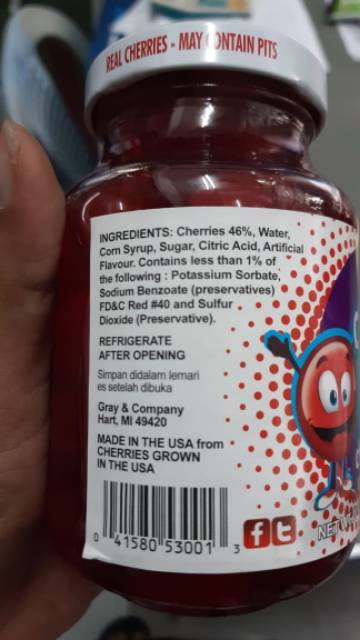 REAL CHERRIES - MAY CONTAIN PITS
INGREDIENTS: Cherries 46%, Water,
Corn Syrup, Sugar, Citric Acid, Artificial
Flavour. Contains less than 1% of
the following : Potassium Sorbate,
Sodium Benzoate (preservatives)
FD&C Red #40 and Sulfur
Dioxide (Preservative).
REFRIGERATE
AFTER OPENING
Simpan didalam lemari
es setelah dibuka
Gray & Company
Hart, MI 49420
MADE IN THE USA from
CHERRIES GROWN
IN THE USA
0 41580 53001 3
f t
NET